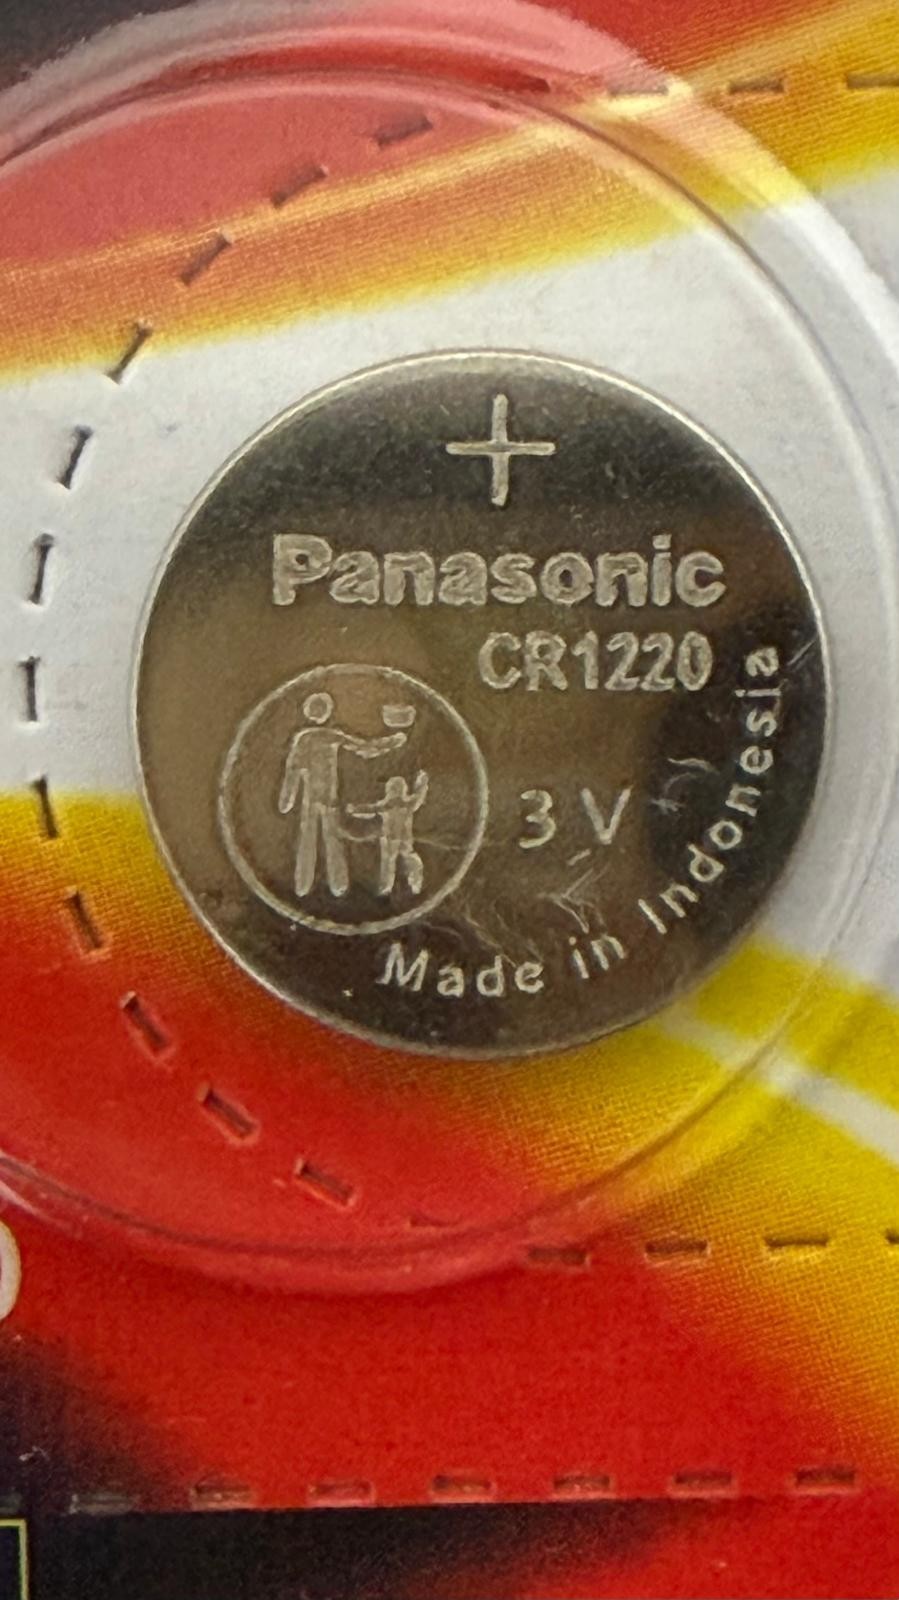 +
Panasonic
CR1220
3 V
Made in Indonesia